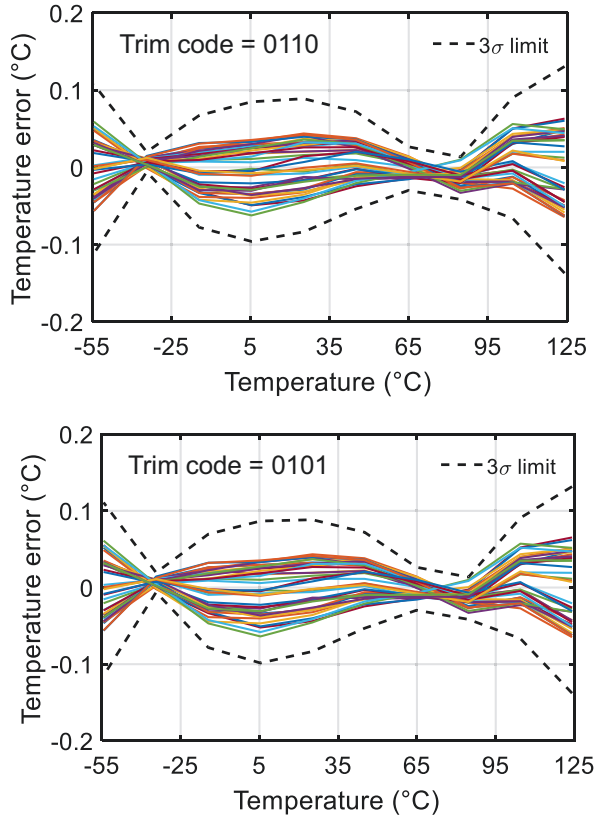 0.2
Trim code = 0110
3σ limit
0.1
0
-0.1
-0.2
Temperature error (°C)
-55 -25 5 35 65 95 125
Temperature (°C)
0.2
Trim code = 0101
3σ limit
0.1
0
-0.1
-0.2
Temperature error (°C)
-55 -25 5 35 65 95 125
Temperature (°C)